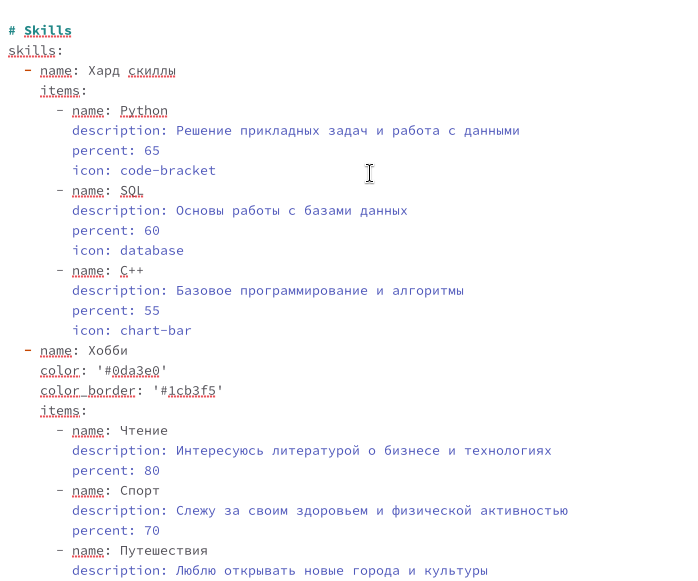 # Skills
skills:
  - name: Хард скиллы
    items:
      - name: Python
        description: Решение прикладных задач и работа с данными
        percent: 65
        icon: code-bracket
      - name: SQL
        description: Основы работы с базами данных
        percent: 60
        icon: database
      - name: C++
        description: Базовое программирование и алгоритмы
        percent: 55
        icon: chart-bar
  - name: Хобби
    color: '#0da3e0'
    color_border: '#1cb3f5'
    items:
      - name: Чтение
        description: Интересуюсь литературой о бизнесе и технологиях
        percent: 80
      - name: Спорт
        description: Слежу за своим здоровьем и физической активностью
        percent: 70
      - name: Путешествия
        description: Люблю открывать новые города и культуры